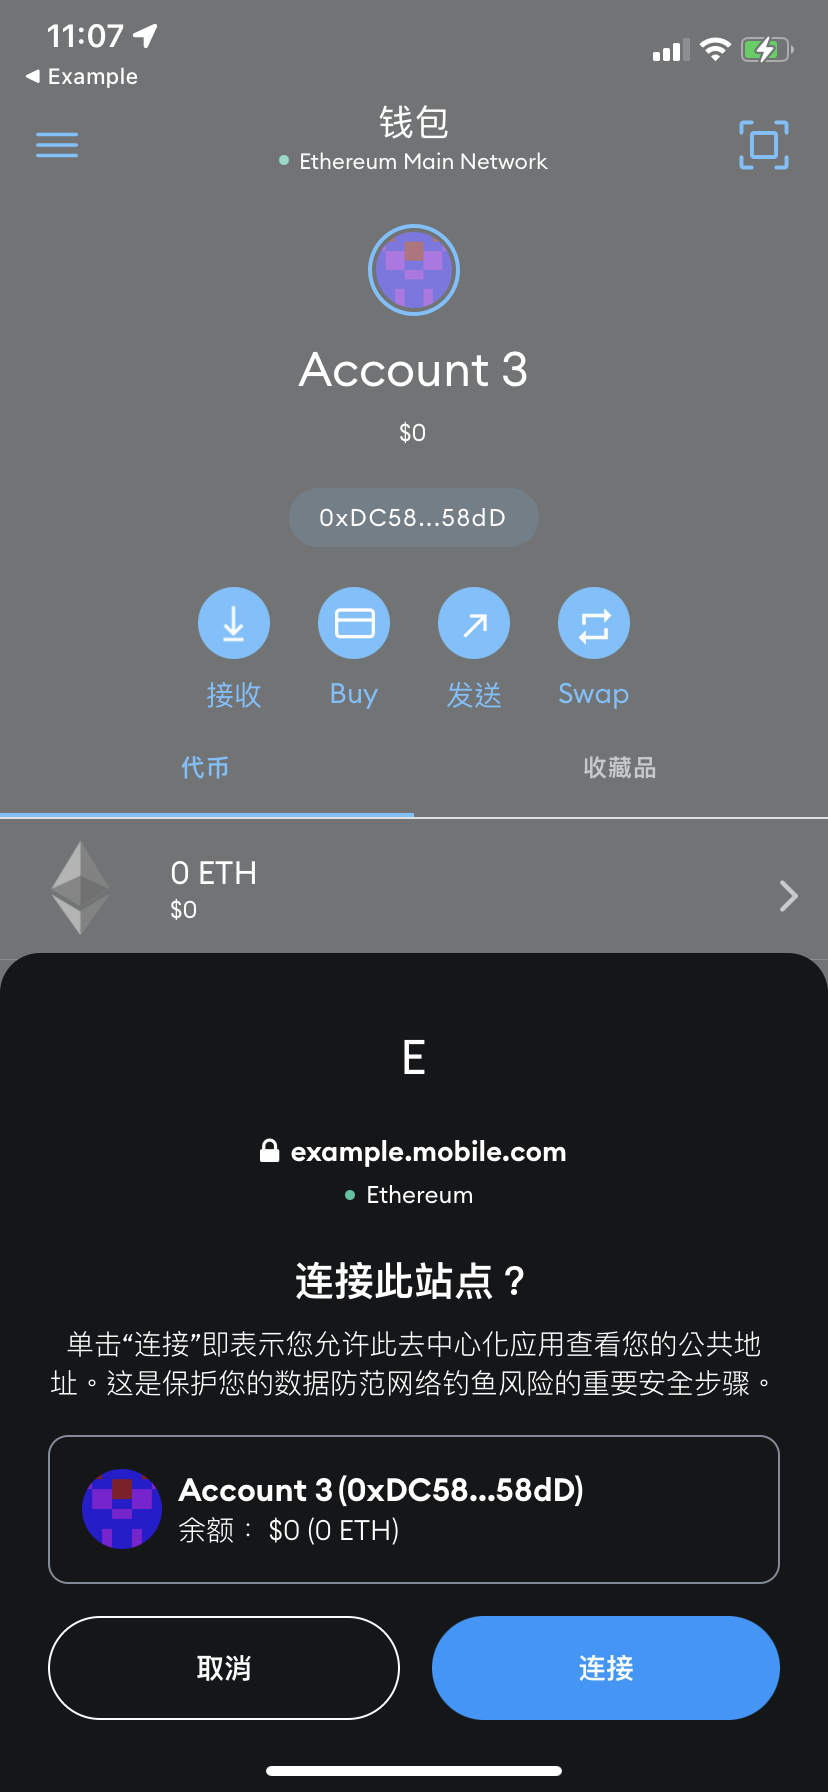 11:07
Example
钱包
Ethereum Main Network
Account 3
$0
0xDC58...58dD
接收
Buy
发送
Swap
代币
收藏品
0 ETH
$0
E
example.mobile.com
Ethereum
连接此站点？
单击“连接”即表示您允许此去中心化应用查看您的公共地
址。这是保护您的数据防范网络钓鱼风险的重要安全步骤。
Account 3 (0xDC58...58dD)
余额： $0 (0 ETH)
取消
连接